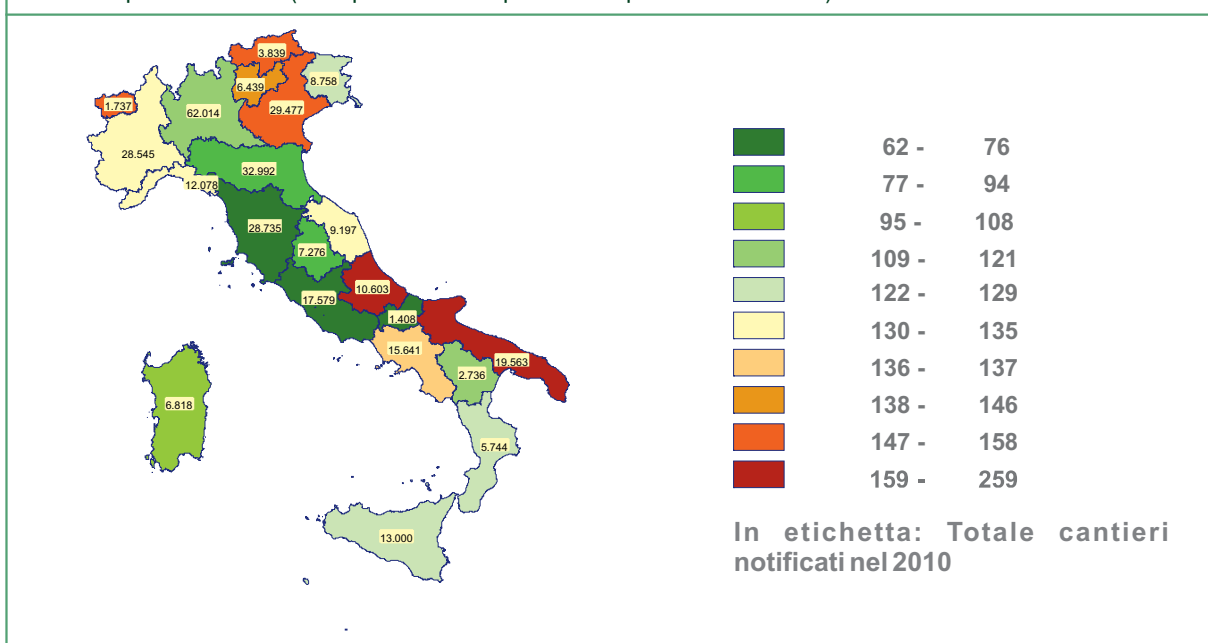 3.839
8.758
6.439
1.737
29.477
62.014
28.545
32.992
12.078
28.735
9.197
7.276
10.603
17.579
1.408
15.641
19.563
2.736
6.818
5.744
13.000
62 - 76
77 - 94
95 - 108
109 - 121
122 - 129
130 - 135
136 - 137
138 - 146
147 - 158
159 - 259
In etichetta: Totale cantieri
notificati nel 2010